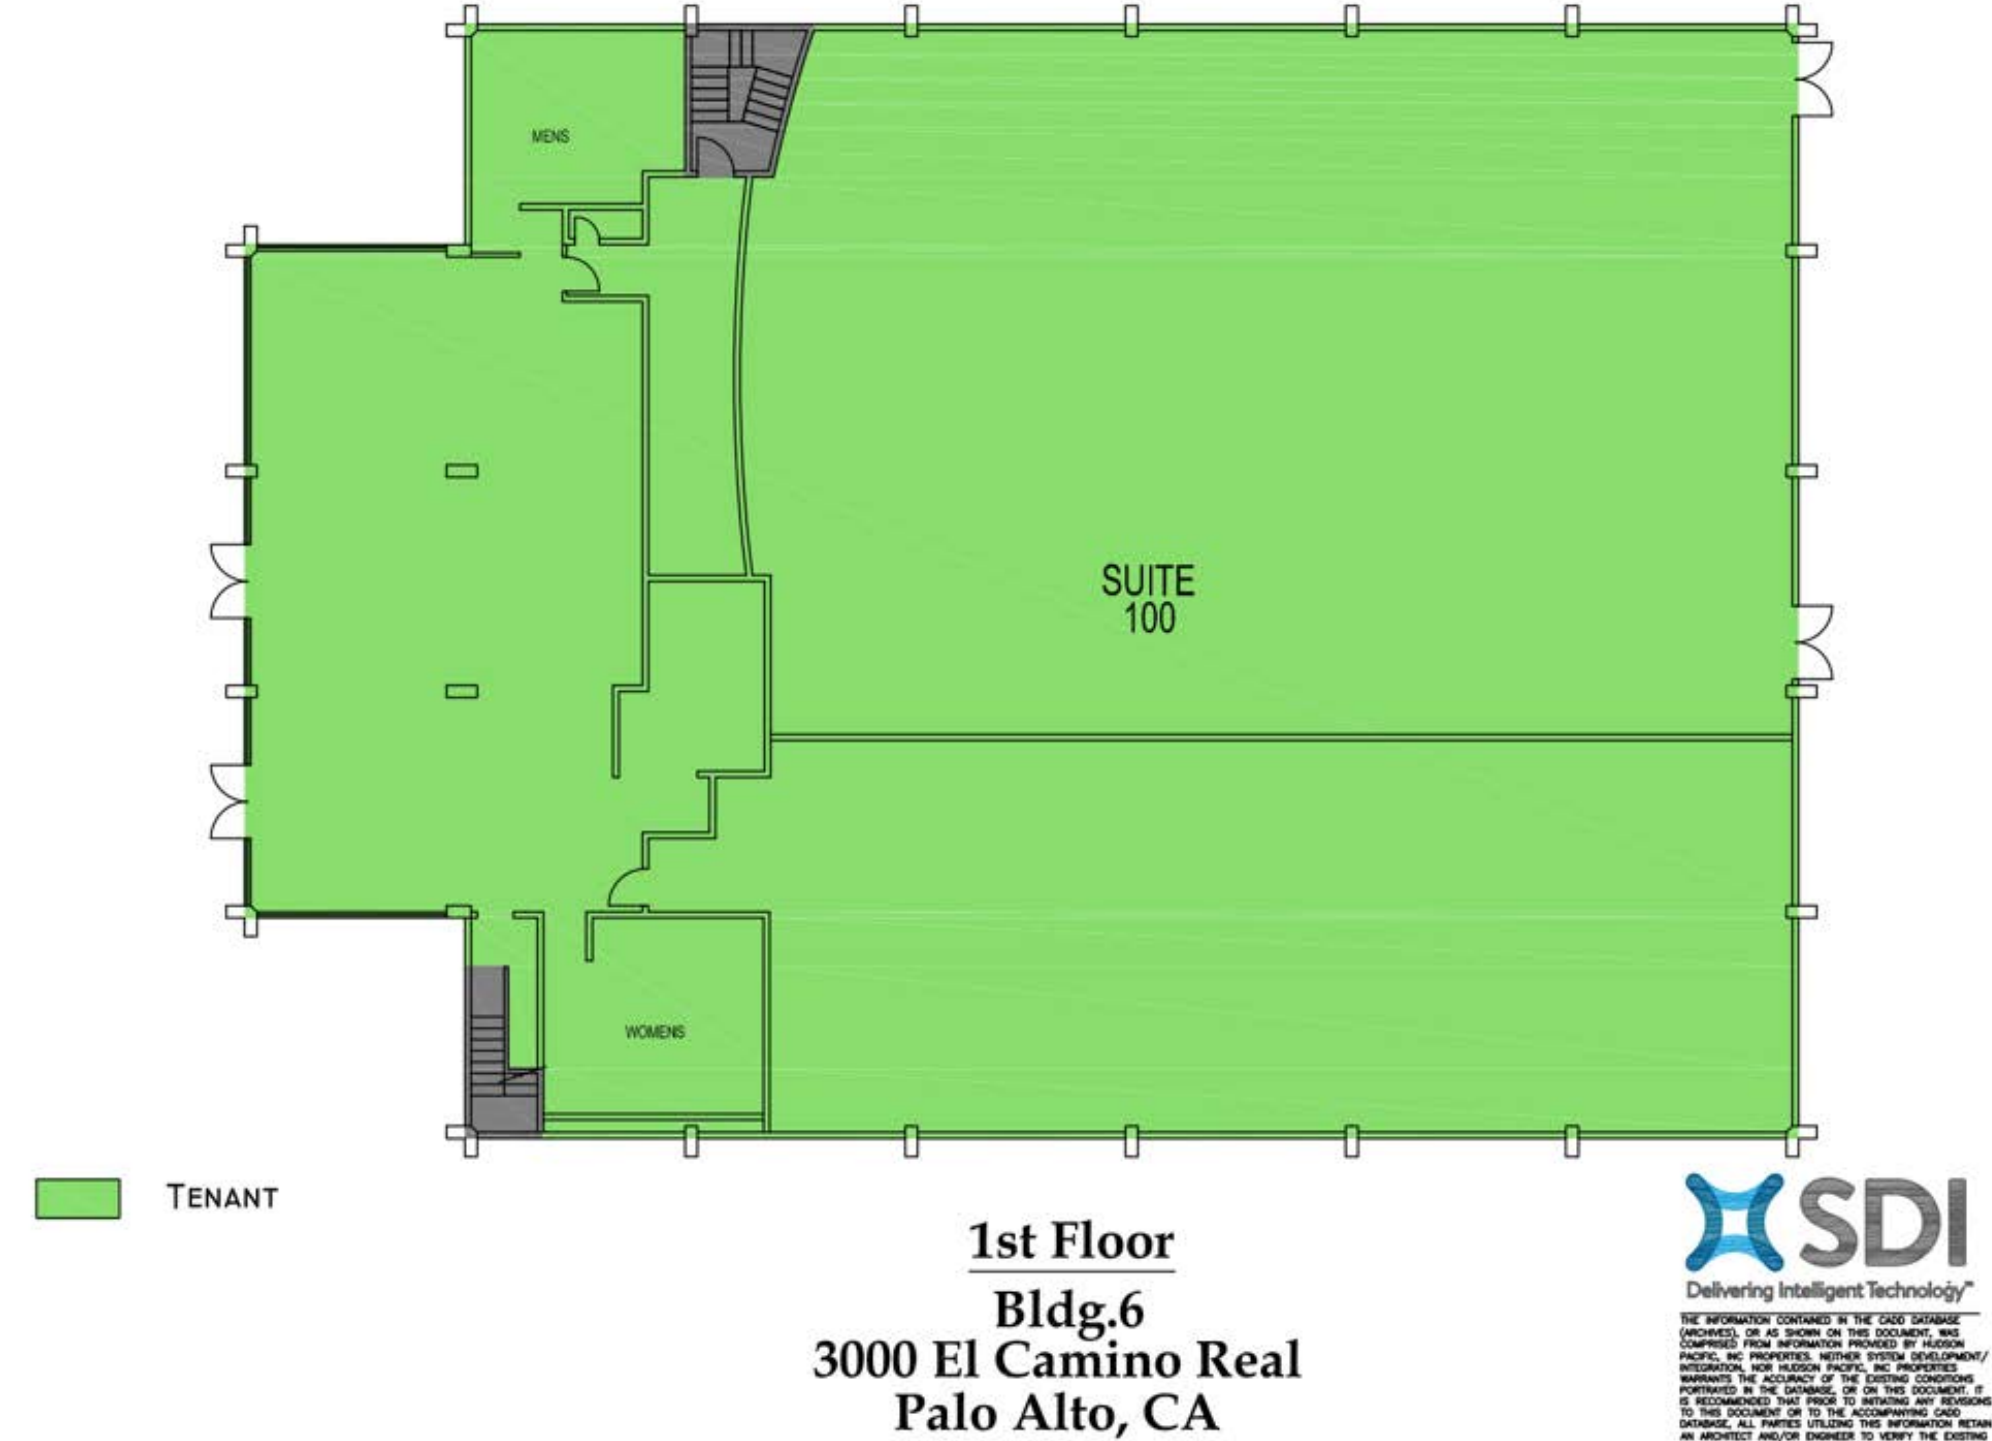 MENS
SUITE
100
WOMENS
TENANT
1st Floor
Bldg.6
3000 El Camino Real
Palo Alto, CA
SDI
Delivering Intelligent Technology™
THE INFORMATION CONTAINED IN THE CADD DATABASE
(ARCHIVES), OR AS SHOWN ON THIS DOCUMENT, WAS
COMPRISED FROM INFORMATION PROVIDED BY HUDSON
PACIFIC, INC PROPERTIES. NEITHER SYSTEM DEVELOPMENT/
INTEGRATION, NOR HUDSON PACIFIC, INC PROPERTIES
WARRANTS THE ACCURACY OF THE EXISTING CONDITIONS
PORTRAYED IN THE DATABASE, OR ON THIS DOCUMENT. IT
IS RECOMMENDED THAT PRIOR TO INITIATING ANY REVISIONS
TO THIS DOCUMENT OR TO THE ACCOMPANYING CADD
DATABASE, ALL PARTIES UTILIZING THIS INFORMATION RETAIN
AN ARCHITECT AND/OR ENGINEER TO VERIFY THE EXISTING